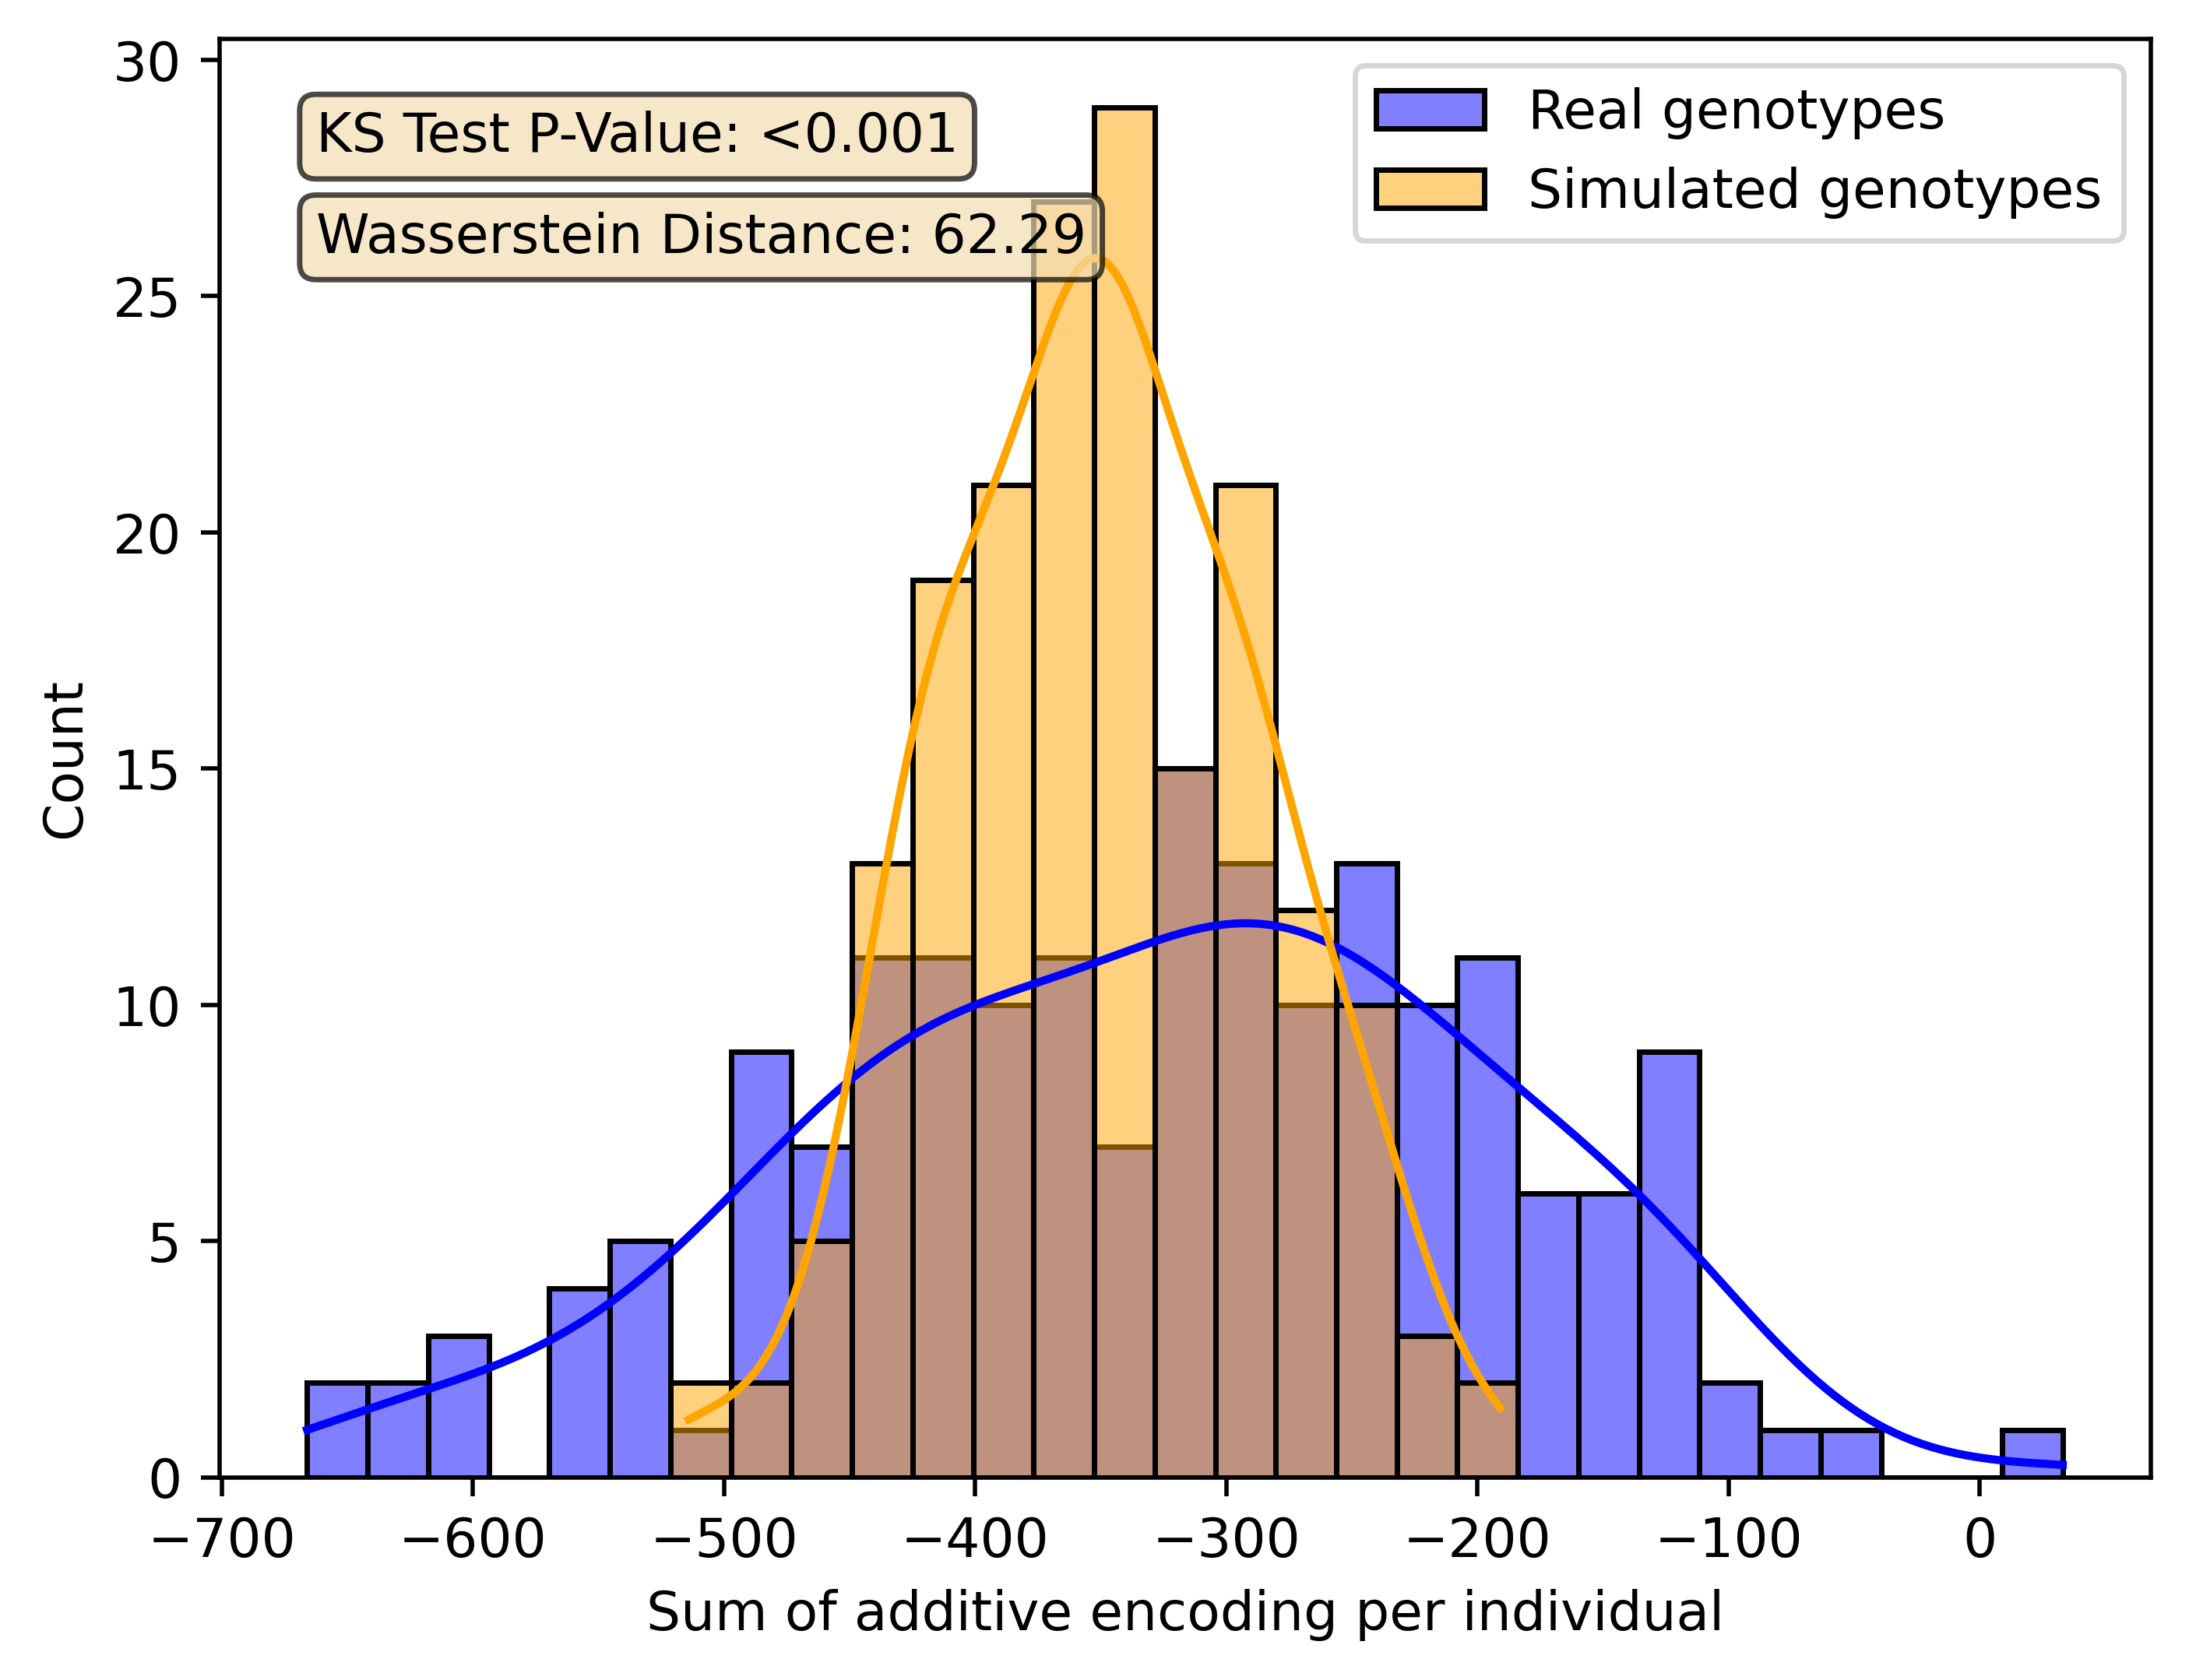 KS Test P-Value: <0.001
Wasserstein Distance: 62.29
Real genotypes
Simulated genotypes
30
25
20
15
10
5
0
Count
−700
−600
−500
−400
−300
−200
−100
0
Sum of additive encoding per individual